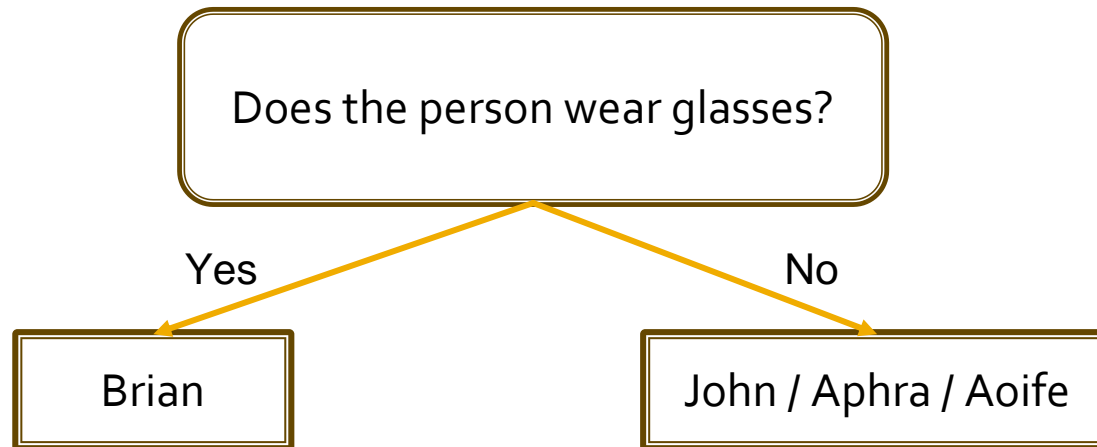 Does the person wear glasses?
Yes
No
Brian
John / Aphra / Aoife